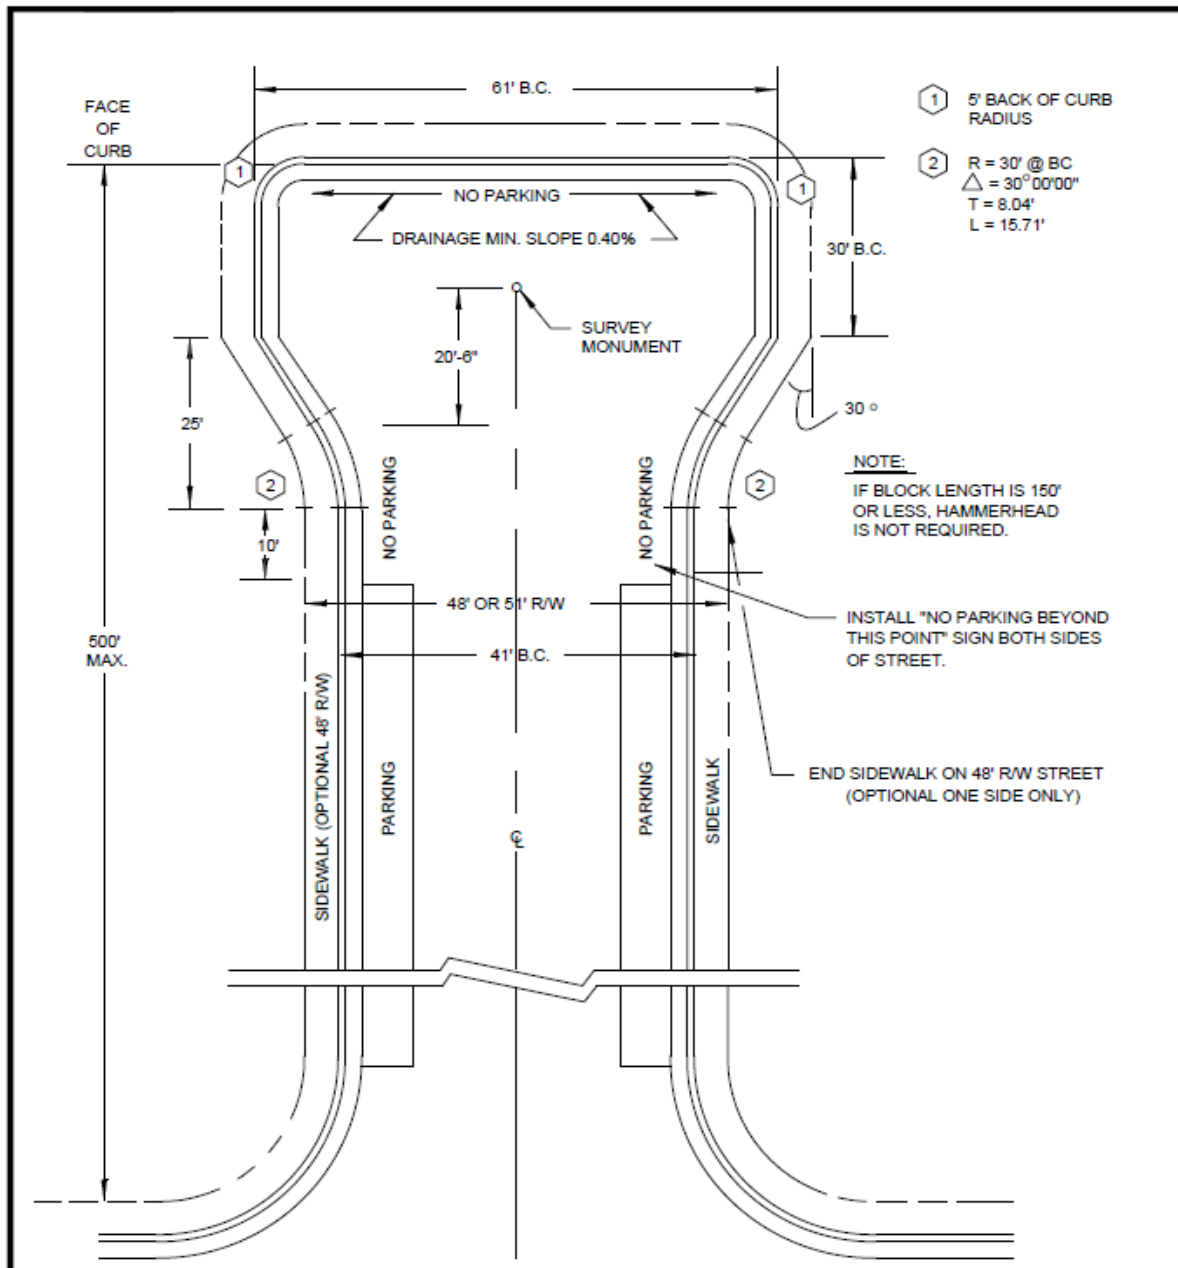 61' B.C.
FACE
OF
CURB
1
5' BACK OF CURB
RADIUS
2
R = 30' @ BC
△ = 30°00'00"
T = 8.04'
L = 15.71'
1
1
NO PARKING
DRAINAGE MIN. SLOPE 0.40%
30' B.C.
SURVEY
MONUMENT
20'-6"
25'
30 °
NOTE:
IF BLOCK LENGTH IS 150'
OR LESS, HAMMERHEAD
IS NOT REQUIRED.
2
2
NO PARKING
NO PARKING
10'
48' OR 51' R/W
INSTALL "NO PARKING BEYOND
THIS POINT" SIGN BOTH SIDES
OF STREET.
500'
MAX.
41' B.C.
SIDEWALK (OPTIONAL 48' R/W)
PARKING
PARKING
SIDEWALK
END SIDEWALK ON 48' R/W STREET
(OPTIONAL ONE SIDE ONLY)
℄